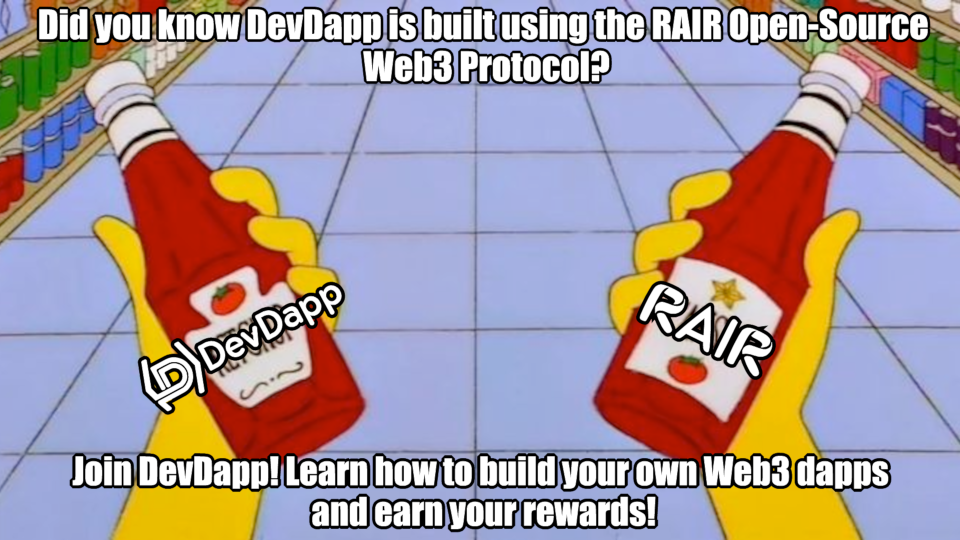 Did you know DevDapp is built using the RAIR Open-Source
Web3 Protocol?
DevDapp
RAIR
Join DevDapp! Learn how to build your own Web3 dapps
and earn your rewards!